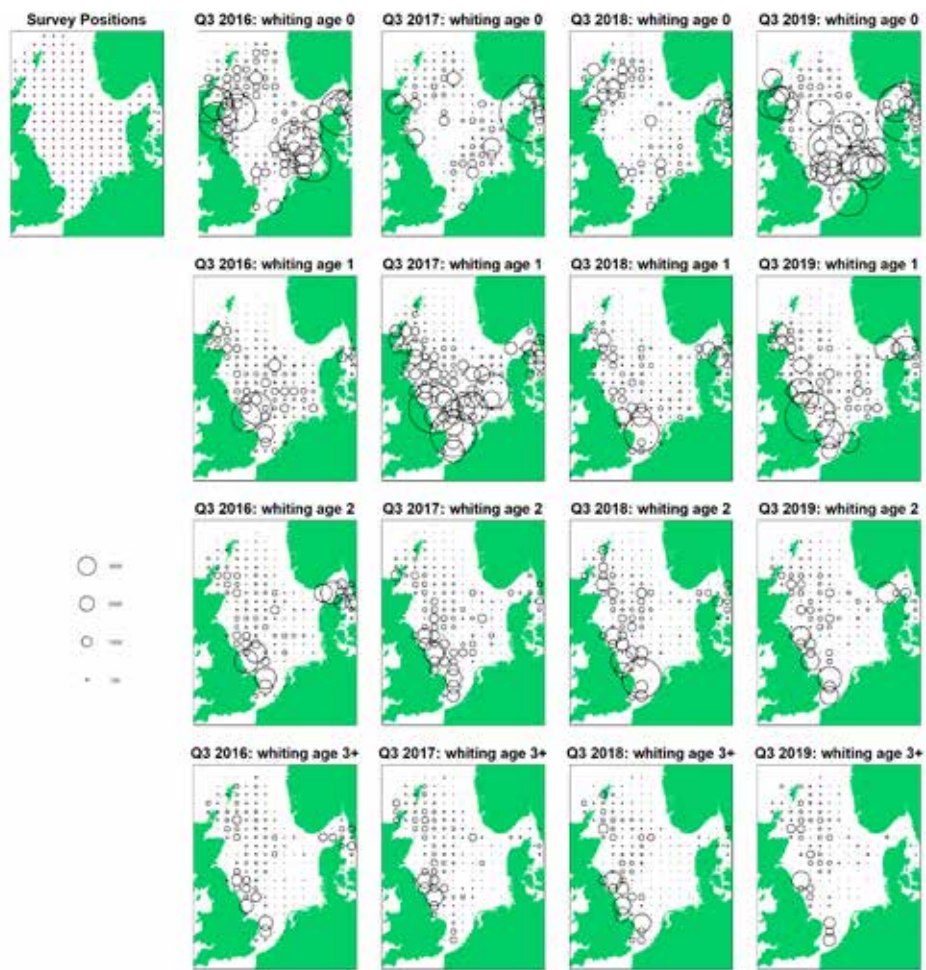 Survey Positions
Q3 2016: whiting age 0
Q3 2017: whiting age 0
Q3 2018: whiting age 0
Q3 2019: whiting age 0
Q3 2016: whiting age 1
Q3 2017: whiting age 1
Q3 2018: whiting age 1
Q3 2019: whiting age 1
Q3 2016: whiting age 2
Q3 2017: whiting age 2
Q3 2018: whiting age 2
Q3 2019: whiting age 2
Q3 2016: whiting age 3+
Q3 2017: whiting age 3+
Q3 2018: whiting age 3+
Q3 2019: whiting age 3+